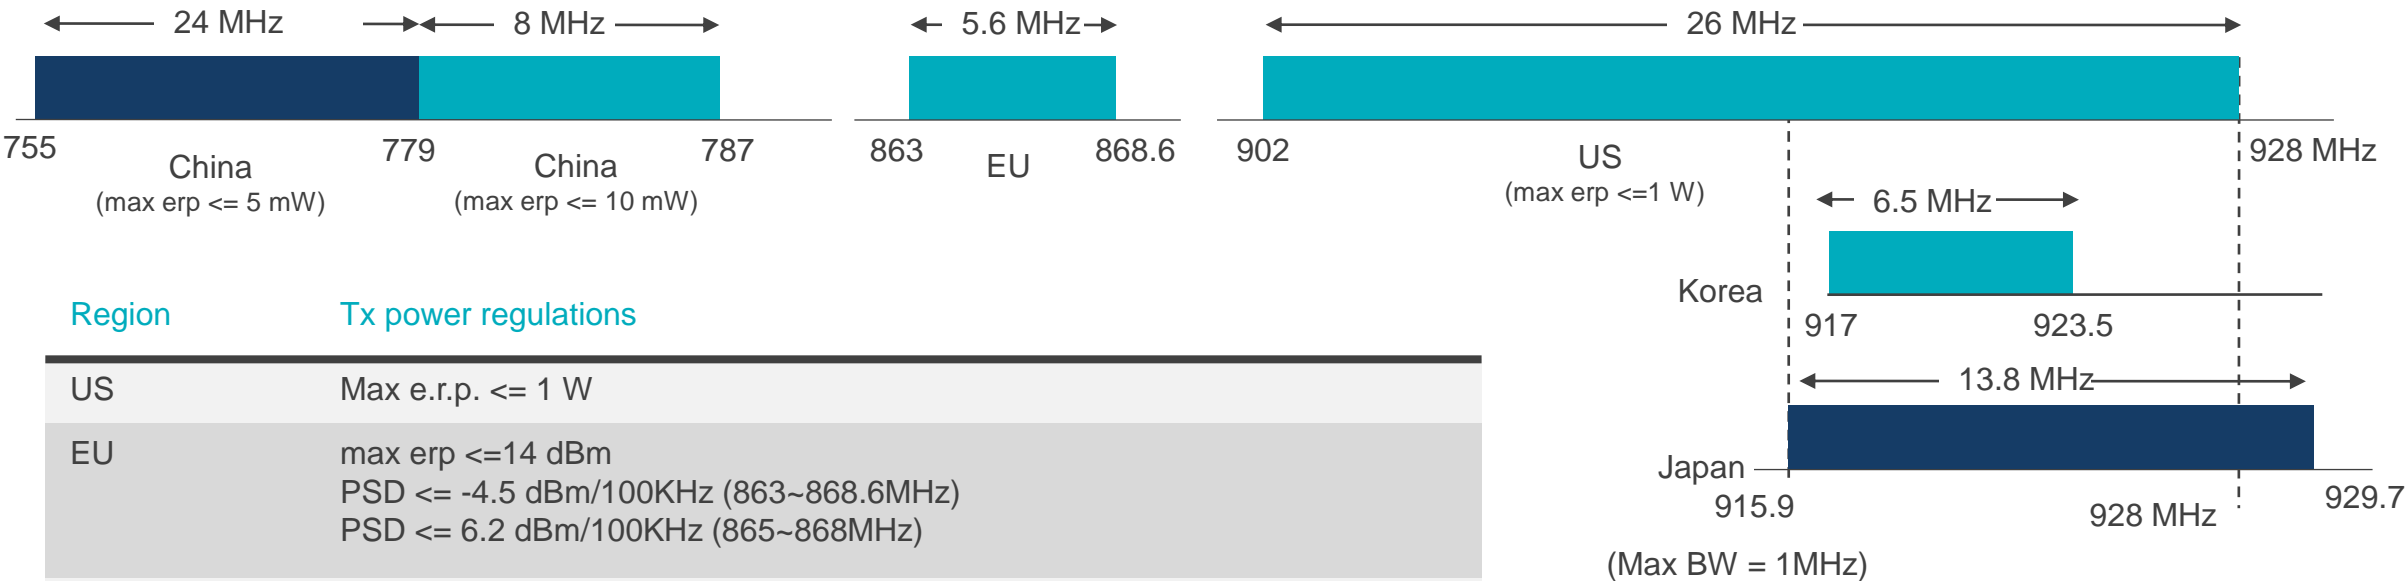 24 MHz
8 MHz
5.6 MHz
26 MHz
755
779
787
863
868.6
902
928 MHz
China
(max erp <= 5 mW)
China
(max erp <= 10 mW)
EU
US
(max erp <=1 W)
6.5 MHz
Korea
917
923.5
13.8 MHz
Japan
915.9
928 MHz
929.7
(Max BW = 1MHz)
Region Tx power regulations
US Max e.r.p. <= 1 W
EU max erp <=14 dBm
PSD <= -4.5 dBm/100KHz (863~868.6MHz)
PSD <= 6.2 dBm/100KHz (865~868MHz)